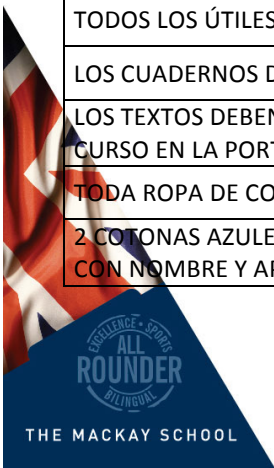 TODOS LOS ÚTILES
LOS CUADERNOS D
LOS TEXTOS DEBEN
CURSO EN LA PORT
TODA ROPA DE CO
2 COTONAS AZULE
CON NOMBRE Y AP
EXCELLENCE • SPORTS
ALL
ROUNDER
BILINGUAL
THE MACKAY SCHOOL